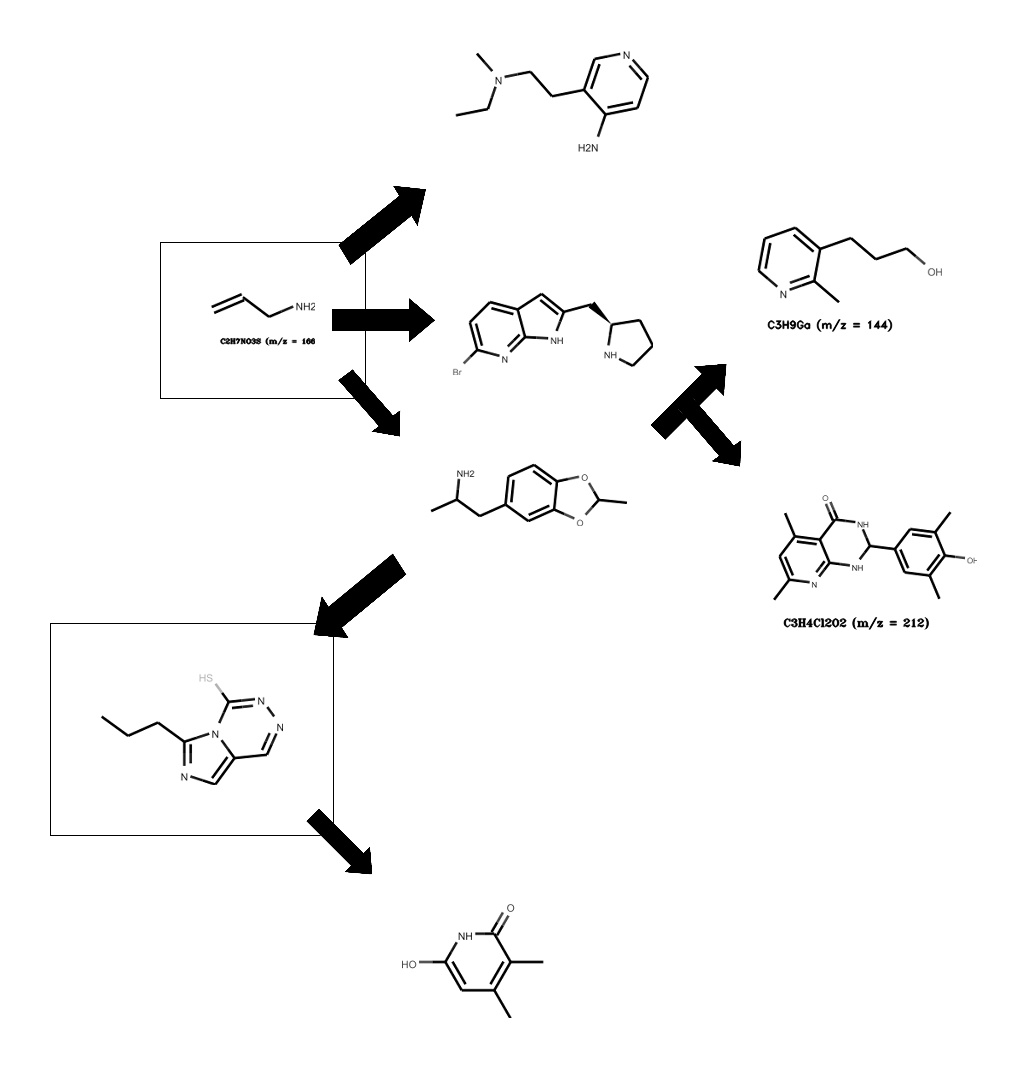 N
N
H2N
OH
N
C3H9Ga (m/z = 144)
NH2
C2H7NO3S (m/z = 166
N
NH
NH
Br
NH2
O
O
O
NH
NH
N
OH
C3H4Cl2O2 (m/z = 212)
HS
N
N
N
N
O
NH
HO